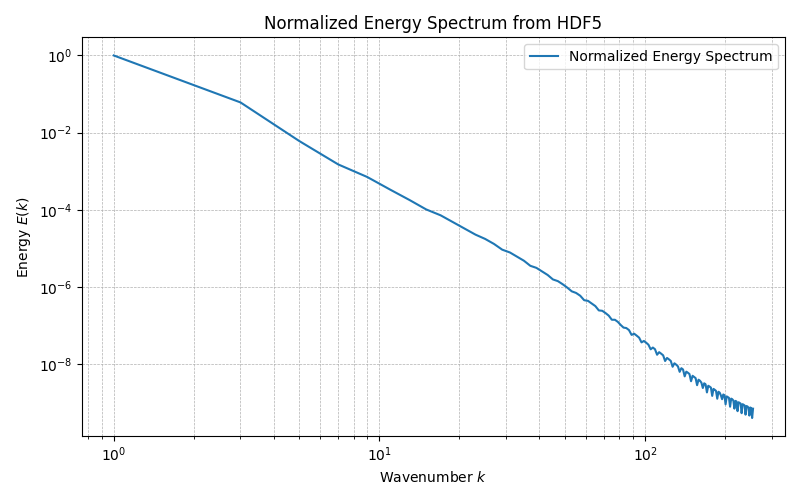 Normalized Energy Spectrum from HDF5
Normalized Energy Spectrum
Energy E(k)
10⁰
10⁻²
10⁻⁴
10⁻⁶
10⁻⁸
10⁰ 10¹ 10²
Wavenumber k